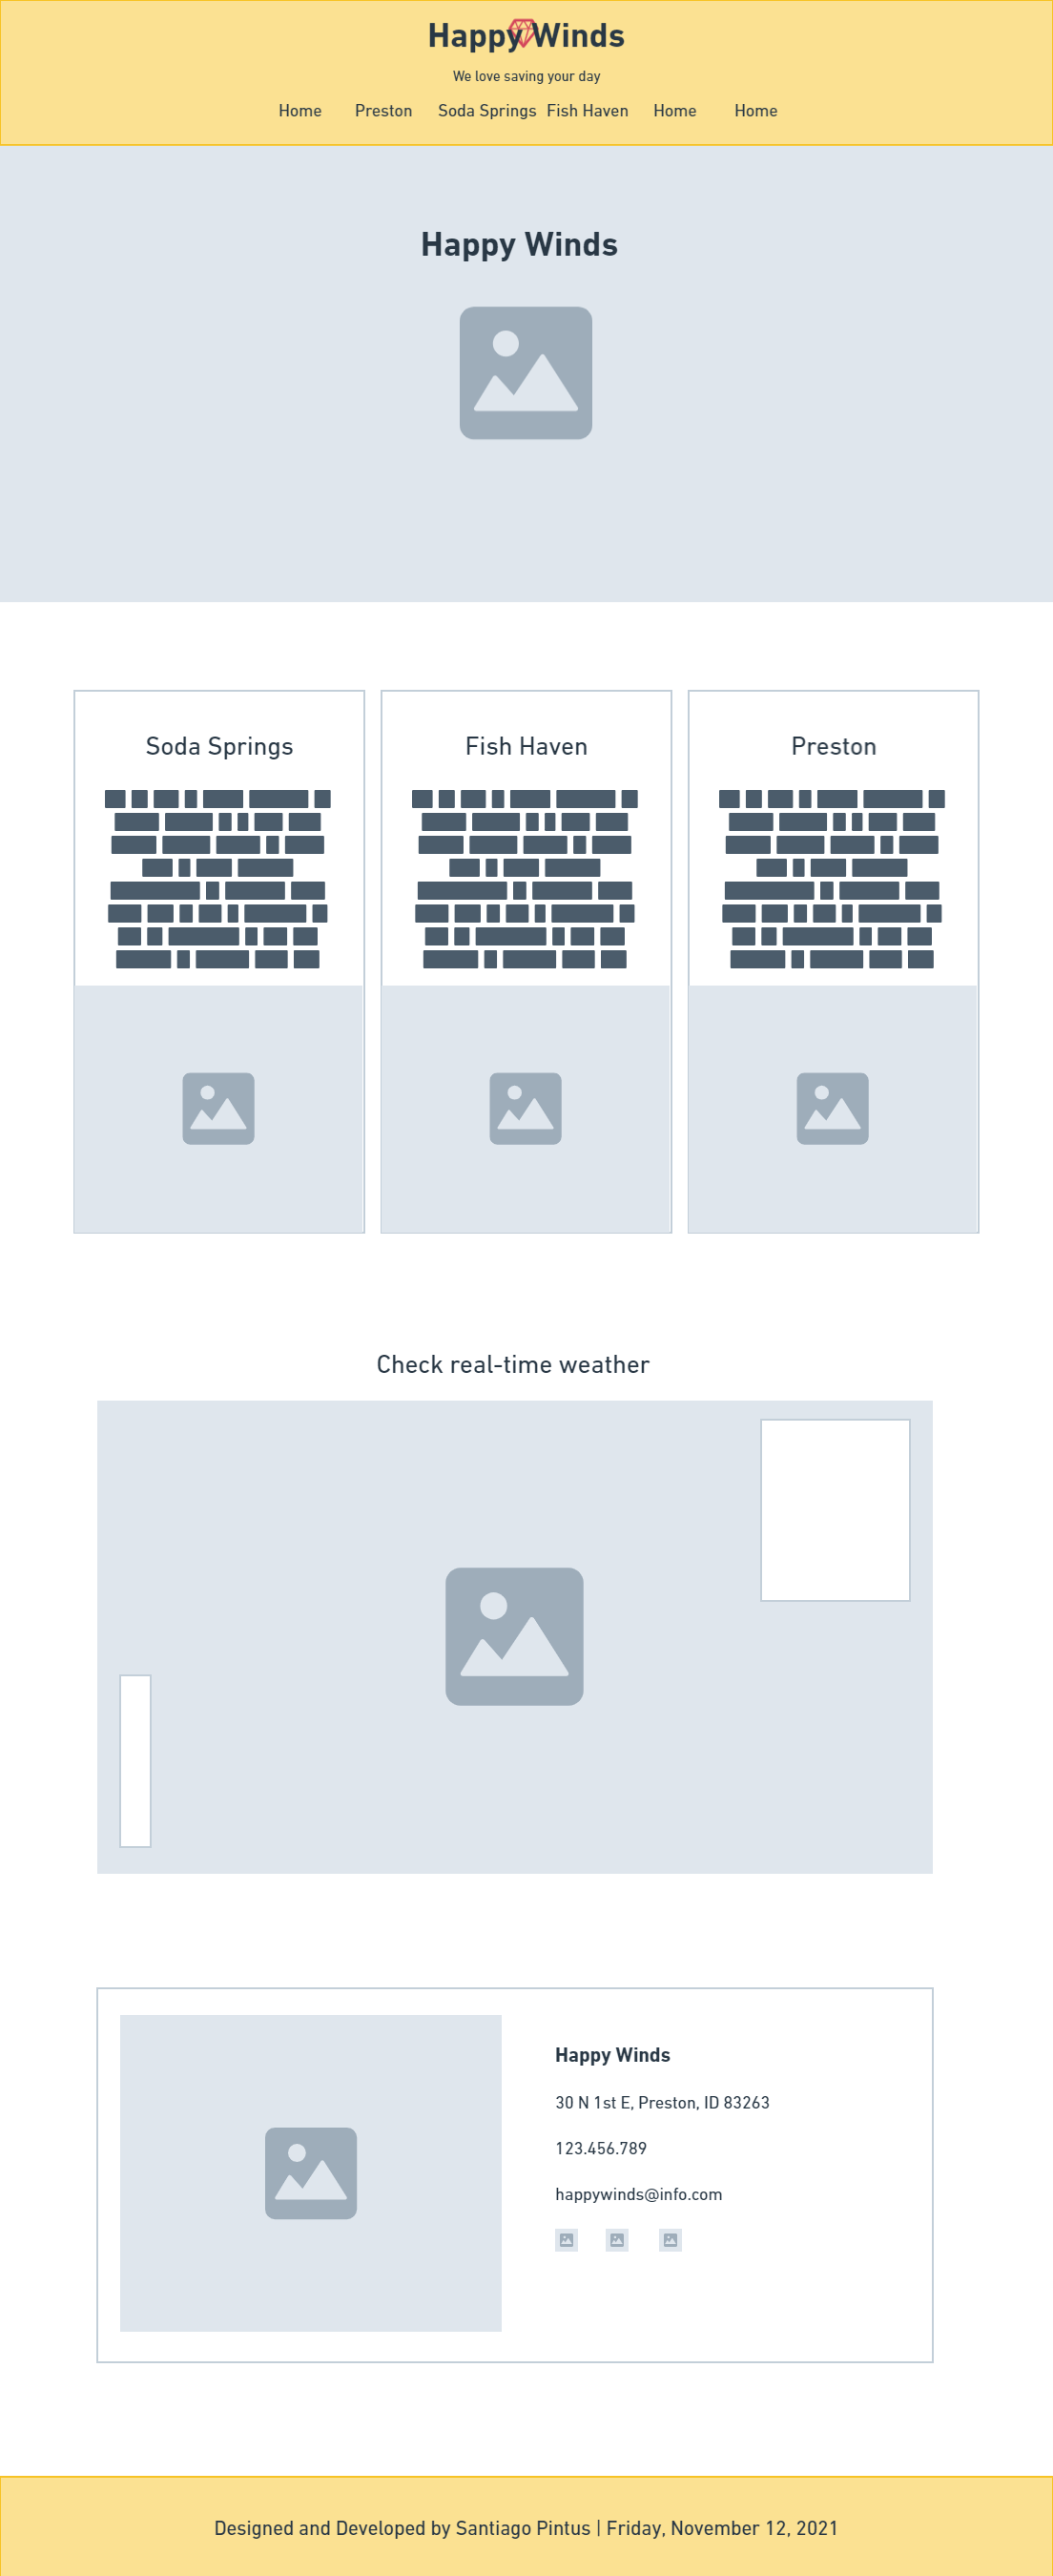 Happy Winds
We love saving your day
Home Preston Soda Springs Fish Haven Home Home
Happy Winds
Soda Springs Fish Haven Preston
Check real-time weather
Happy Winds
30 N 1st E, Preston, ID 83263
123.456.789
happywinds@info.com
Designed and Developed by Santiago Pintus | Friday, November 12, 2021